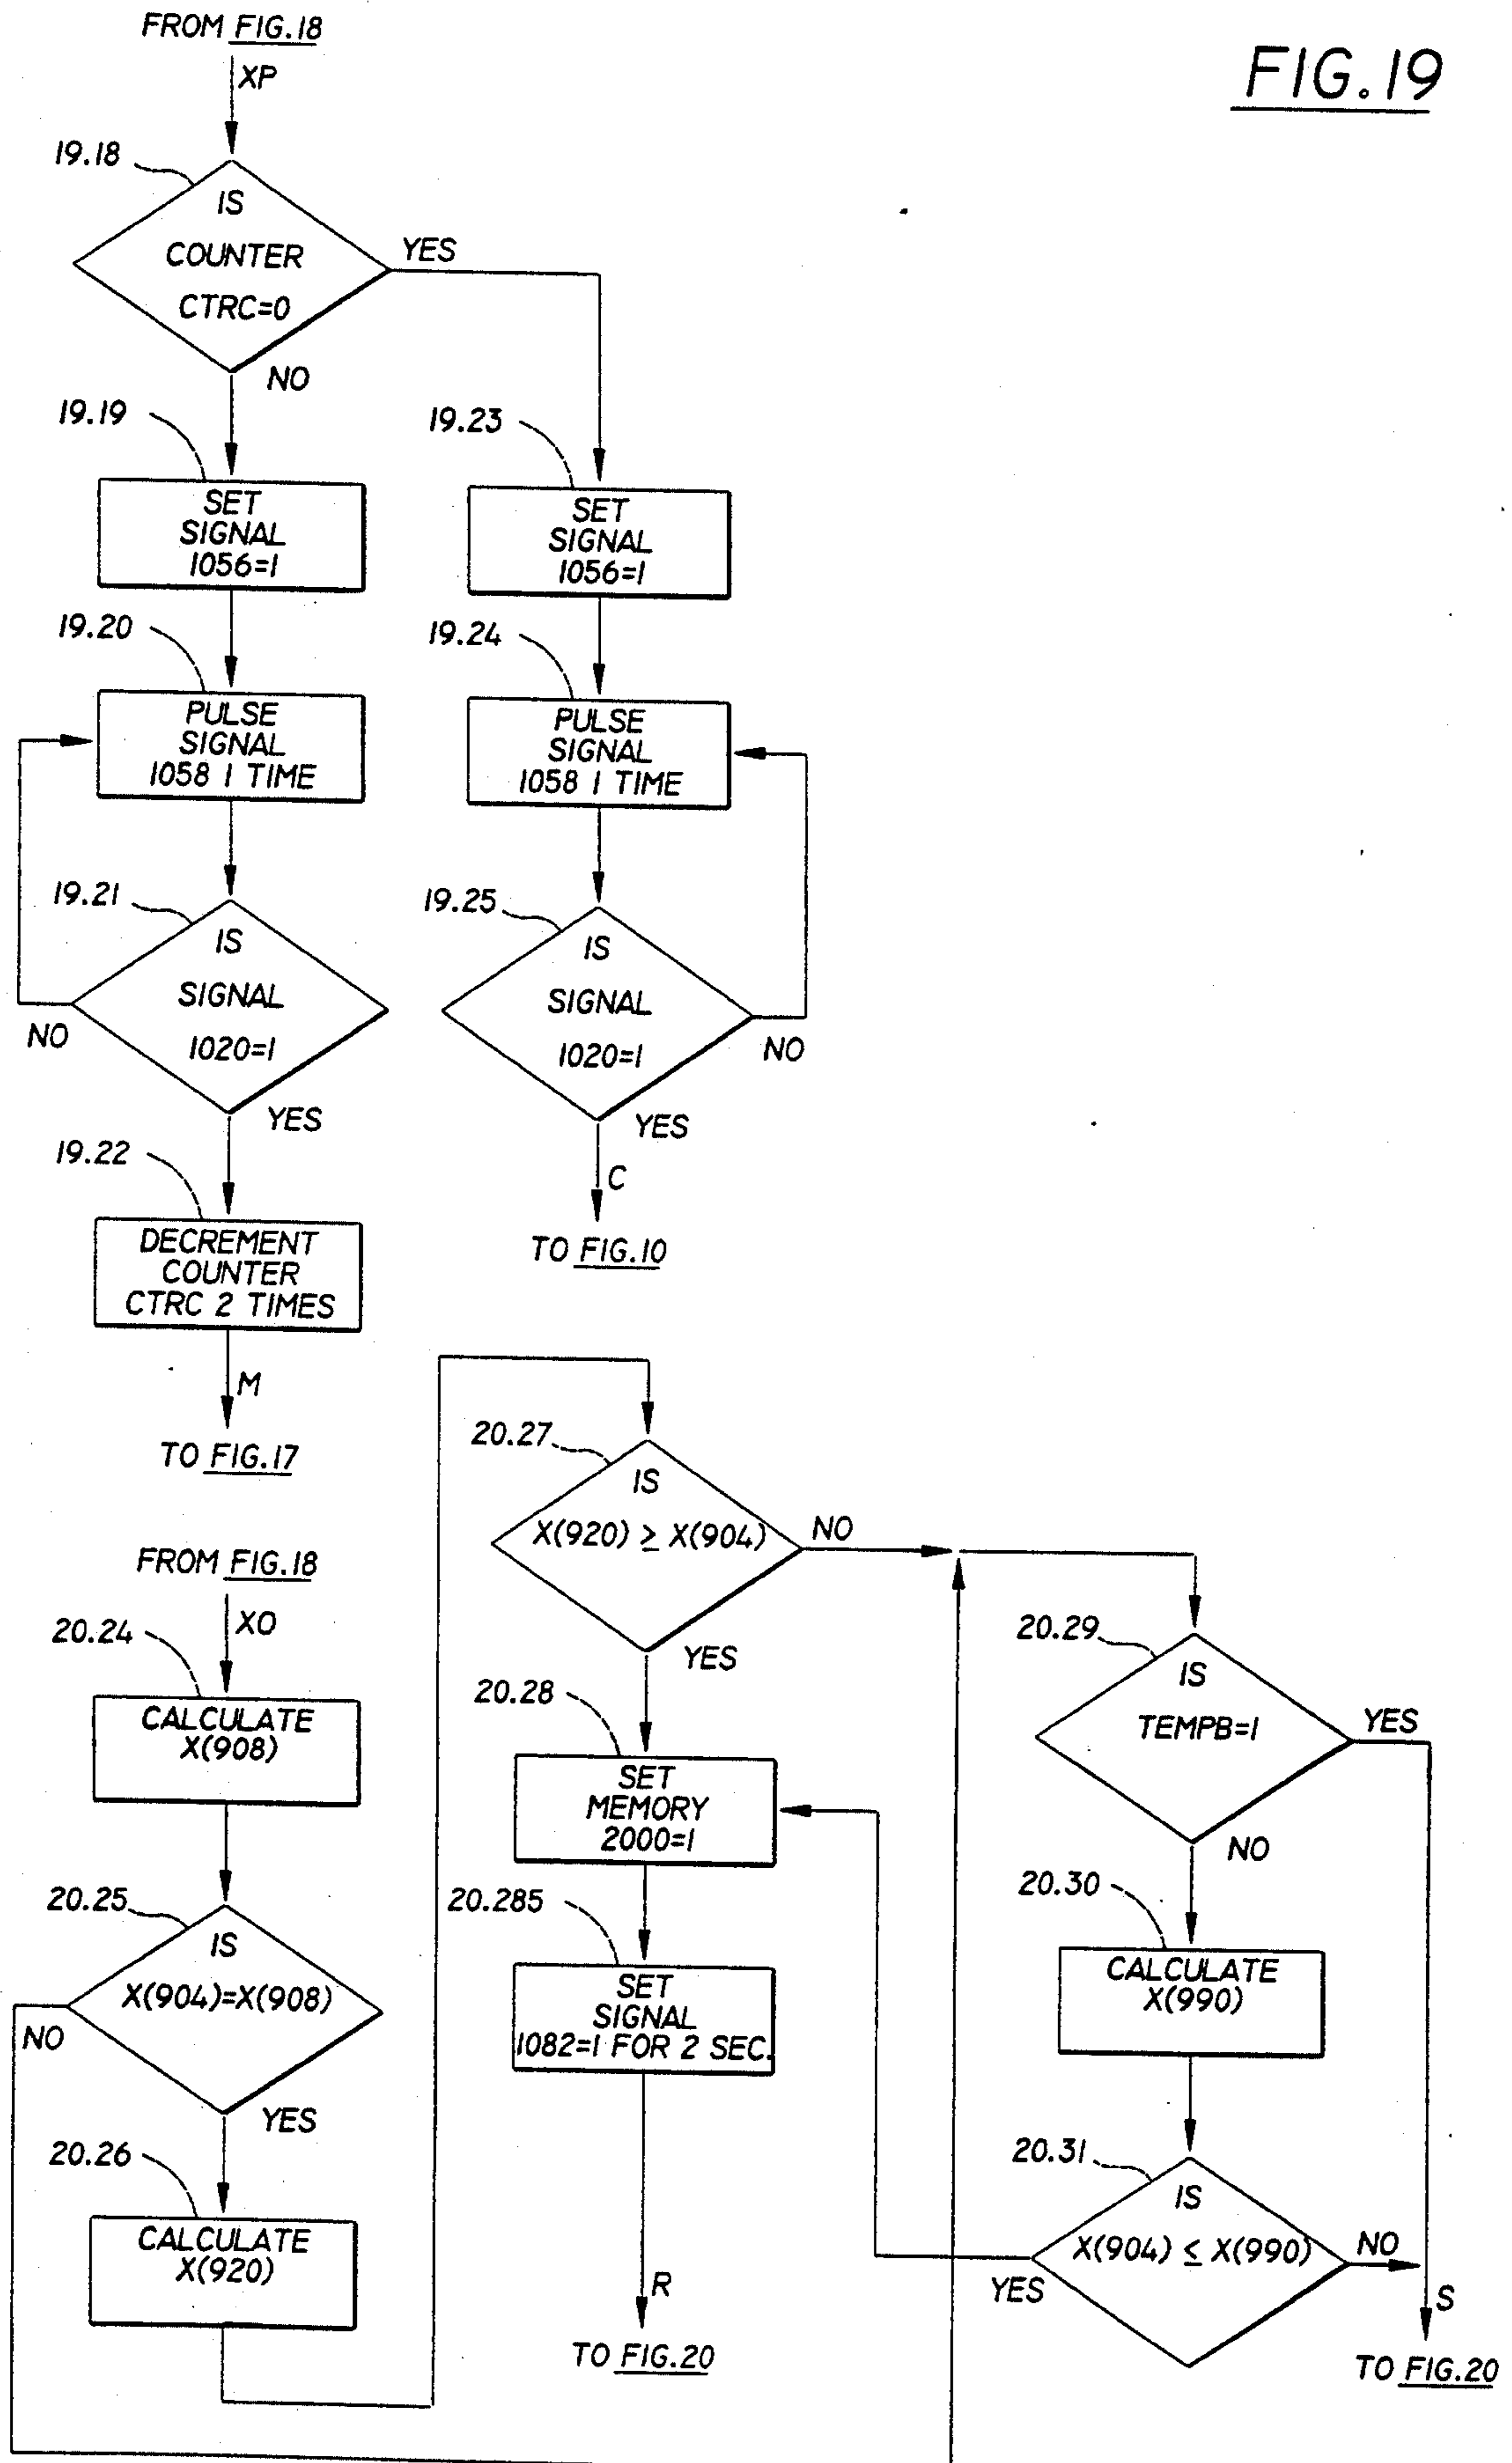 FROM FIG.18
FIG.19
XP
19.18
IS
COUNTER
CTRC=0
YES
NO
19.19
SET
SIGNAL
1056=1
19.20
PULSE
SIGNAL
1058 1 TIME
19.21
IS
SIGNAL
1020=1
NO
YES
19.22
DECREMENT
COUNTER
CTRC 2 TIMES
M
TO FIG.17
19.23
SET
SIGNAL
1056=1
19.24
PULSE
SIGNAL
1058 1 TIME
19.25
IS
SIGNAL
1020=1
NO
YES
C
TO FIG.10
FROM FIG.18
XO
20.24
CALCULATE
X(908)
20.25
IS
X(904)=X(908)
NO
YES
20.26
CALCULATE
X(920)
20.27
IS
X(920) ≥ X(904)
NO
YES
20.28
SET
MEMORY
2000=1
20.285
SET
SIGNAL
1082=1 FOR 2 SEC.
R
TO FIG.20
20.29
IS
TEMPB=1
YES
NO
20.30
CALCULATE
X(990)
20.31
IS
X(904) ≤ X(990)
NO
YES
S
TO FIG.20